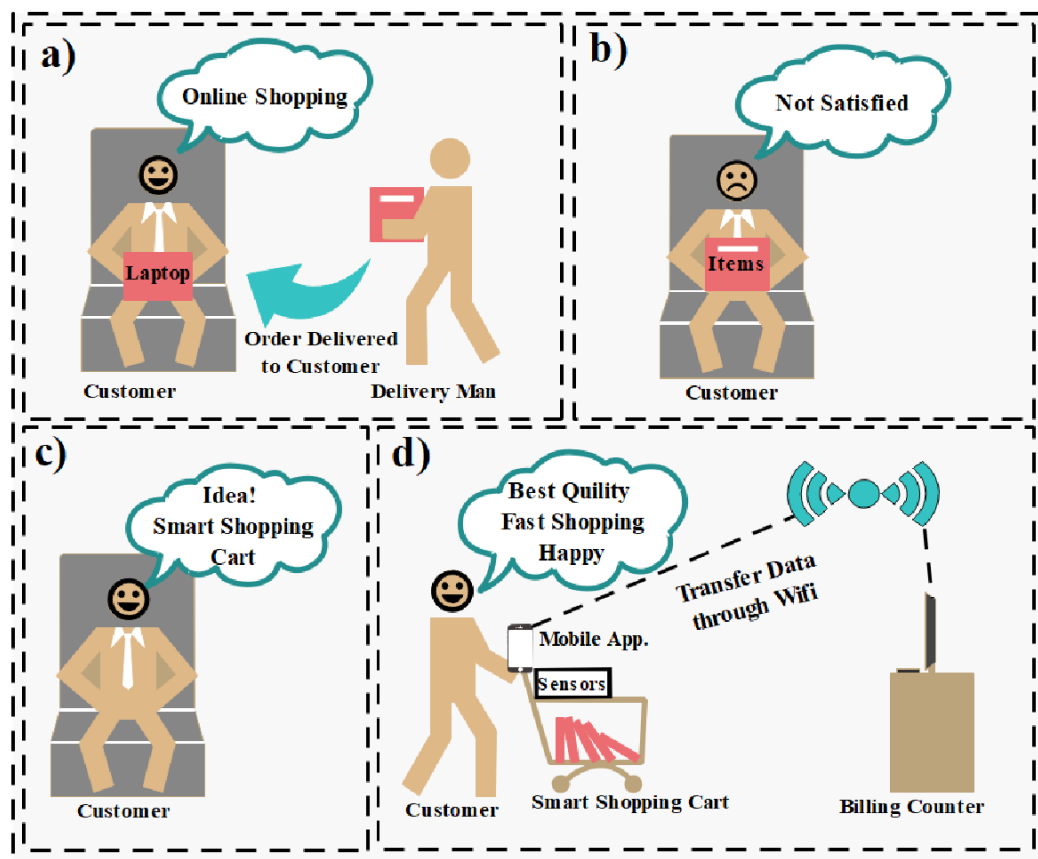 a)
Online Shopping
Laptop
Order Delivered
to Customer
Customer
Delivery Man
b)
Not Satisfied
Items
Customer
c)
Idea!
Smart Shopping
Cart
Customer
d)
Best Quility
Fast Shopping
Happy
Transfer Data
through Wifi
Mobile App.
Sensors
Customer
Smart Shopping Cart
Billing Counter